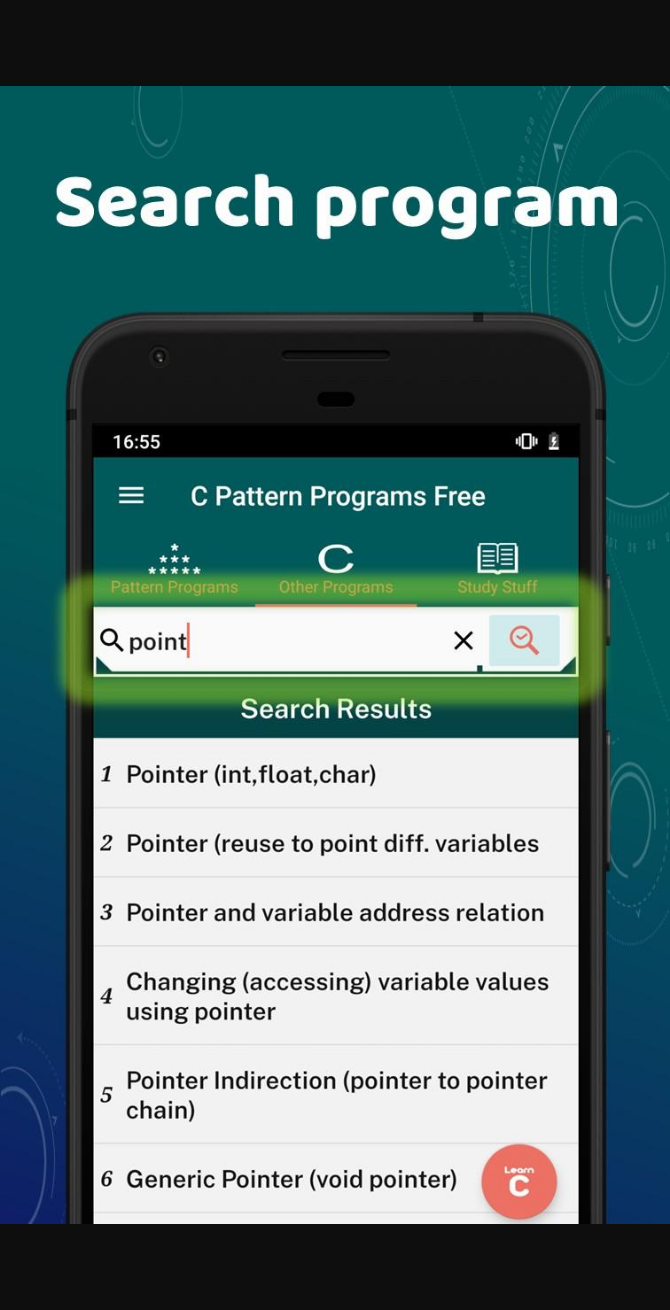 Search program
16:55
C Pattern Programs Free
Pattern Programs
Other Programs
Study Stuff
point
Search Results
1 Pointer (int,float,char)
2 Pointer (reuse to point diff. variables
3 Pointer and variable address relation
4 Changing (accessing) variable values
using pointer
5 Pointer Indirection (pointer to pointer
chain)
6 Generic Pointer (void pointer)
Learn
C